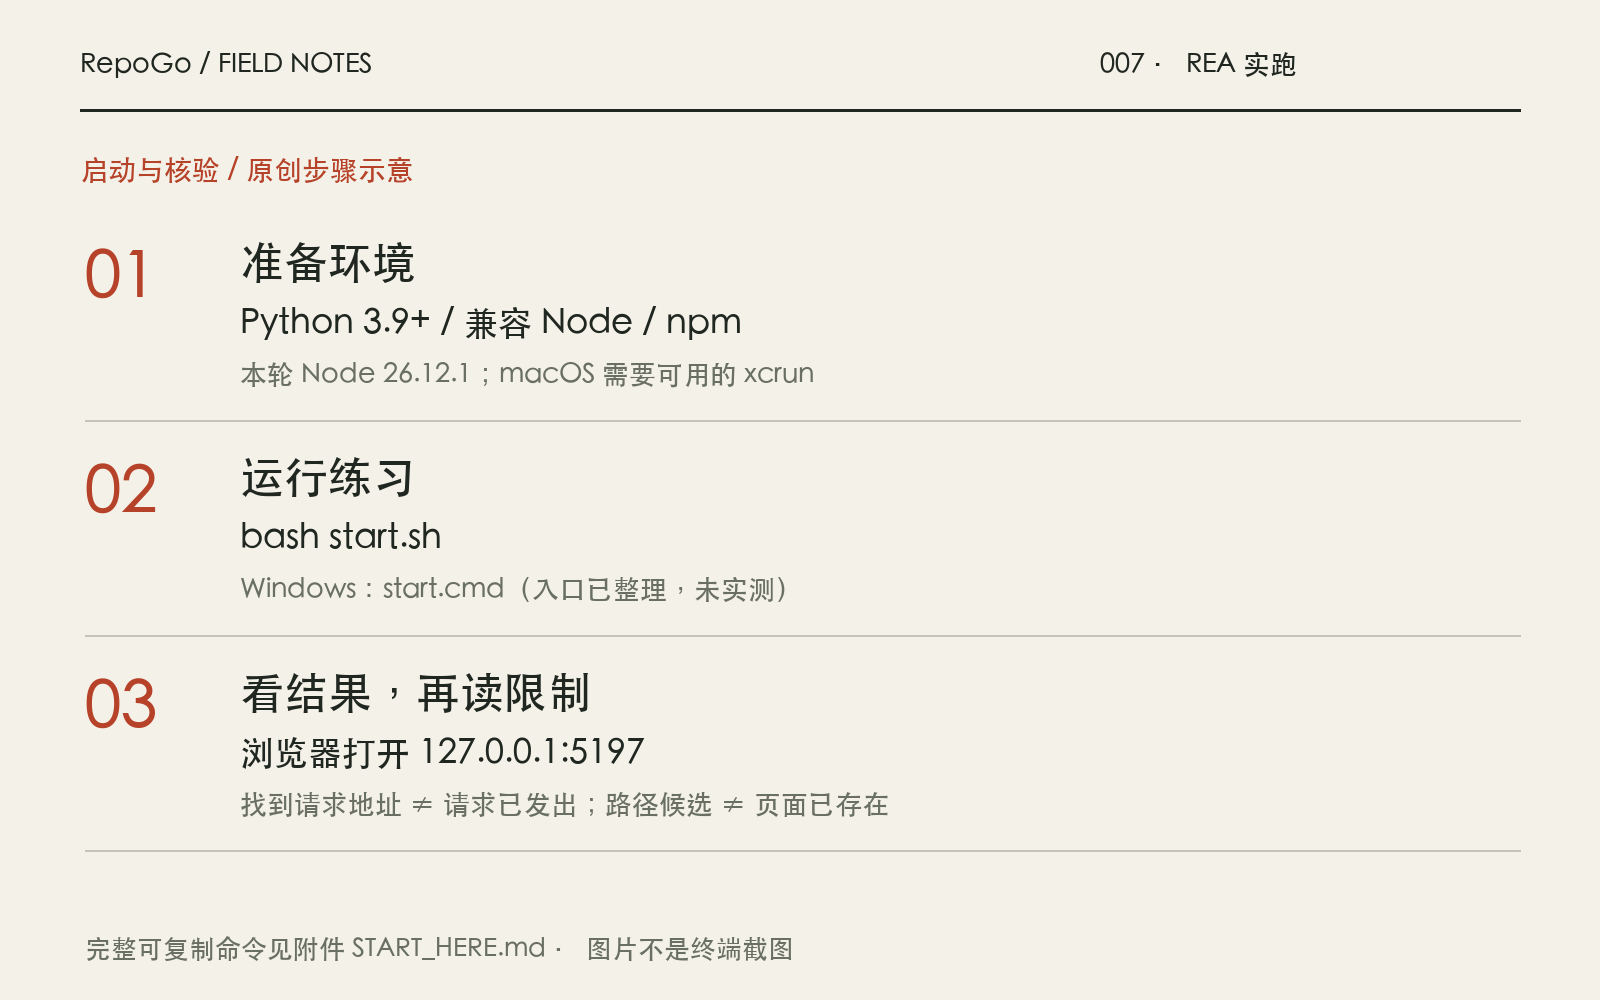 RepoGo / FIELD NOTES
007 · REA 实跑
启动与核验 / 原创步骤示意
01
准备环境
Python 3.9+ / 兼容 Node / npm
本轮 Node 26.12.1；macOS 需要可用的 xcrun
02
运行练习
bash start.sh
Windows：start.cmd（入口已整理，未实测）
03
看结果，再读限制
浏览器打开 127.0.0.1:5197
找到请求地址 ≠ 请求已发出；路径候选 ≠ 页面已存在
完整可复制命令见附件 START_HERE.md · 图片不是终端截图